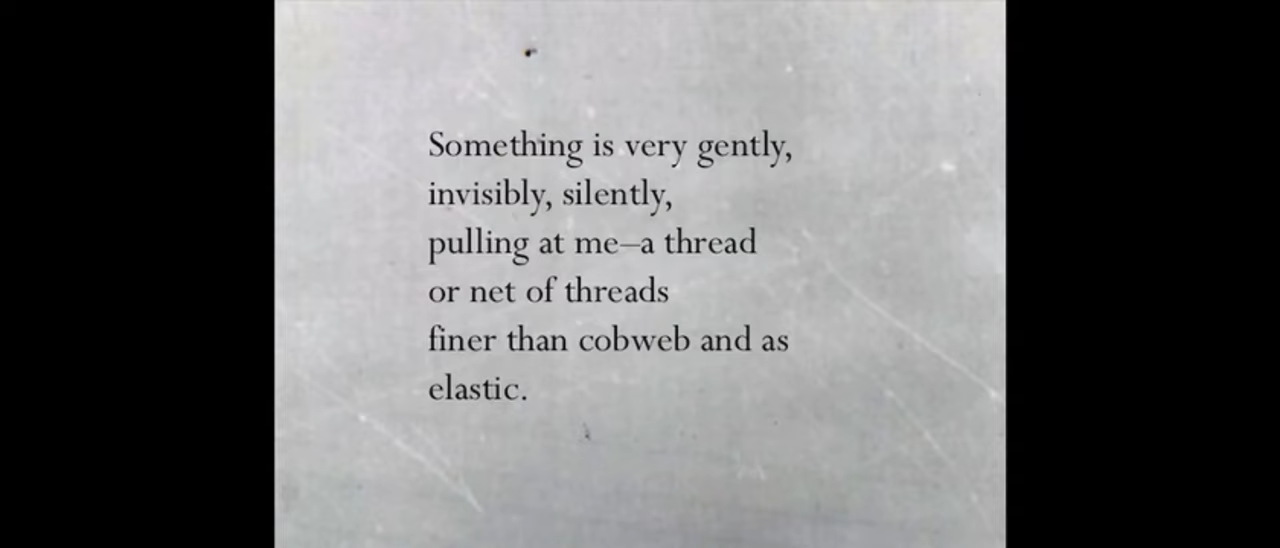 Something is very gently,
invisibly, silently,
pulling at me—a thread
or net of threads
finer than cobweb and as
elastic.